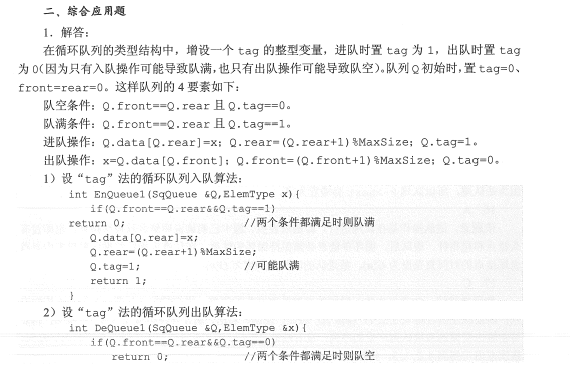 二、综合应用题
1．解答：
在循环队列的类型结构中，增设一个 tag 的整型变量，进队时置 tag 为 1，出队时置 tag
为 0(因为只有入队操作可能导致队满,也只有出队操作可能导致队空)。队列 Q 初始时,置 tag=0、
front=rear=0。这样队列的 4 要素如下：
队空条件：Q.front==Q.rear 且 Q.tag==0。
队满条件：Q.front==Q.rear 且 Q.tag==1。
进队操作：Q.data[Q.rear]=x; Q.rear=(Q.rear+1)%MaxSize; Q.tag=1。
出队操作：x=Q.data[Q.front]; Q.front=(Q.front+1)%MaxSize; Q.tag=0。
1）设“tag”法的循环队列入队算法：
int EnQueue1(SqQueue &Q,ElemType x){
if(Q.front==Q.rear&&Q.tag==1)
return 0; //两个条件都满足时则队满
Q.data[Q.rear]=x;
Q.rear=(Q.rear+1)%MaxSize;
Q.tag=1; //可能队满
return 1;
}
2）设“tag”法的循环队列出队算法：
int DeQueue1(SqQueue &Q,ElemType &x){
if(Q.front==Q.rear&&Q.tag==0)
return 0; //两个条件都满足时则队空